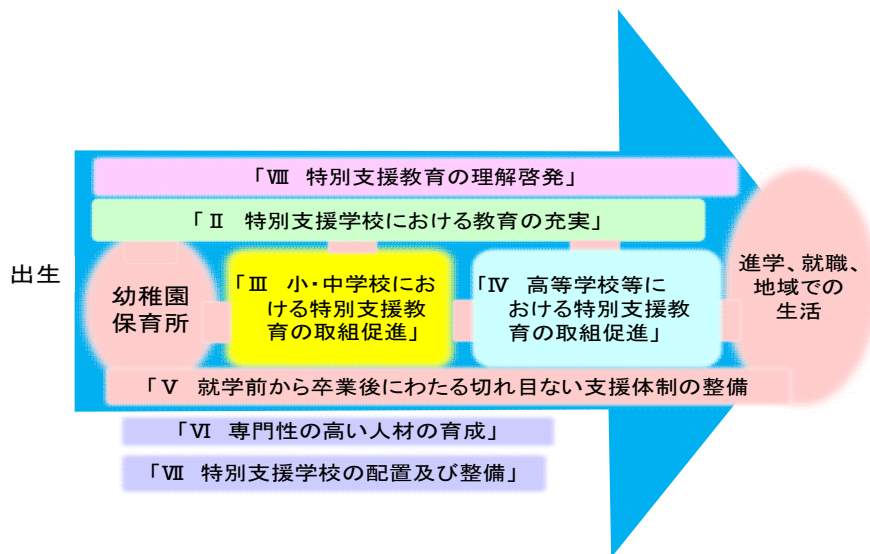 「Ⅷ 特別支援教育の理解啓発」
「Ⅱ 特別支援学校における教育の充実」
出生
幼稚園
保育所
「Ⅲ 小・中学校にお
ける特別支援教
育の取組促進」
「Ⅳ 高等学校等に
おける特別支援教
育の取組促進」
進学、就職、
地域での
生活
「Ⅴ 就学前から卒業後にわたる切れ目ない支援体制の整備
「Ⅵ 専門性の高い人材の育成」
「Ⅶ 特別支援学校の配置及び整備」